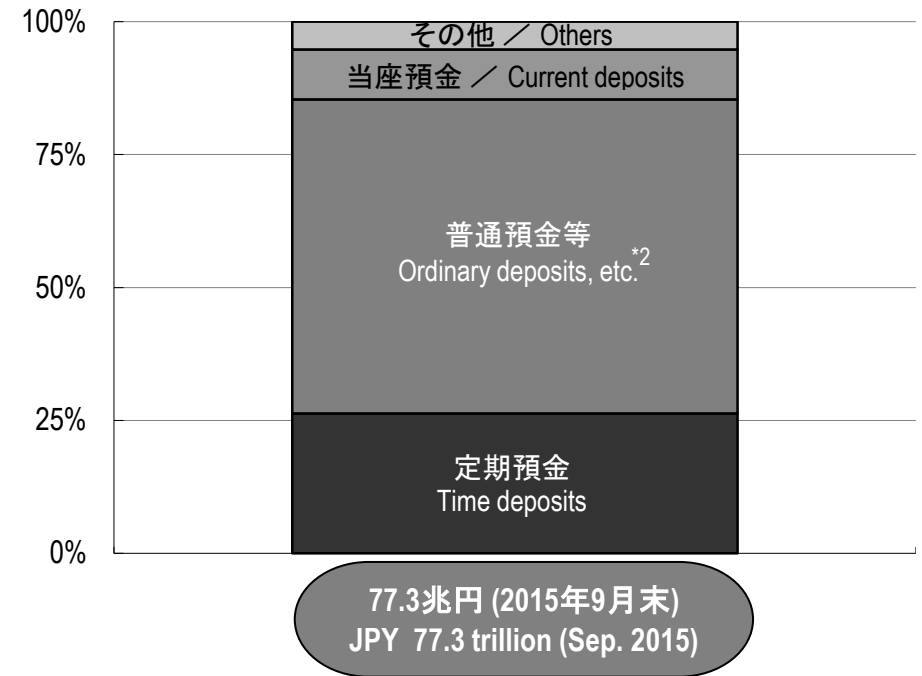 100%
その他 ／ Others
当座預金 ／ Current deposits
75%
普通預金等
Ordinary deposits, etc.*2
50%
25%
定期預金
Time deposits
0%
77.3兆円 (2015年9月末)
JPY 77.3 trillion (Sep. 2015)